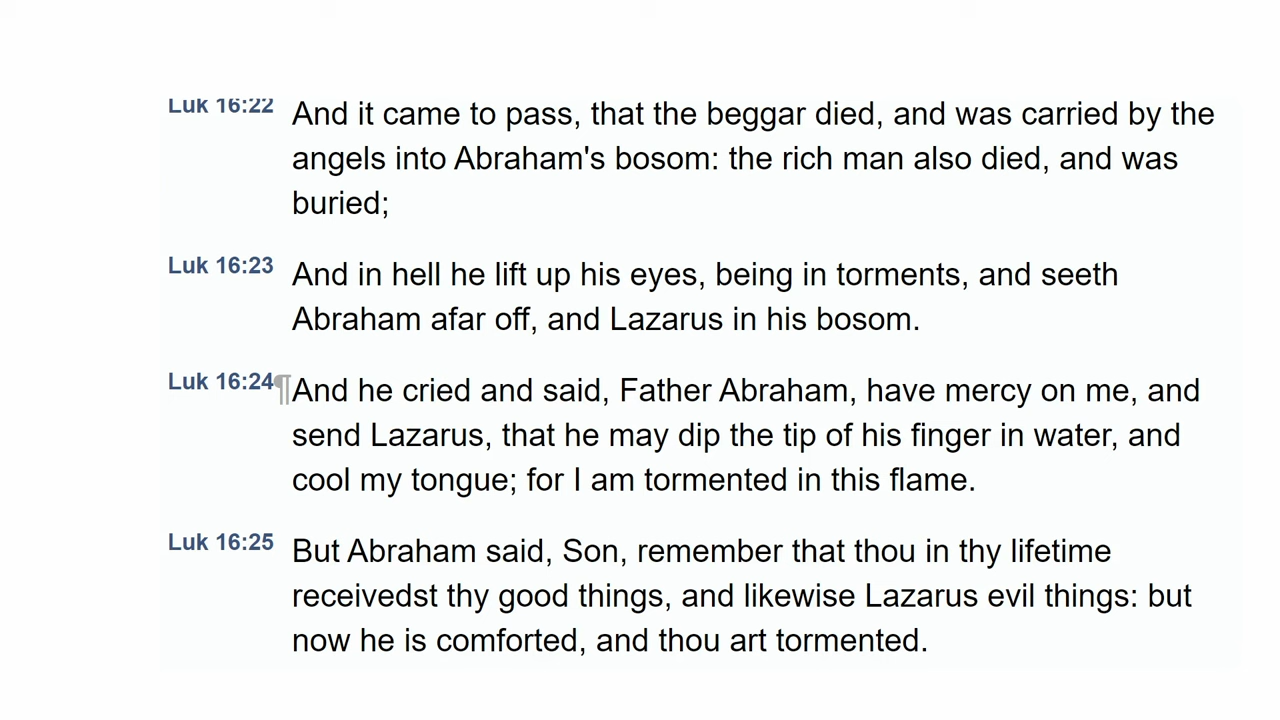 Luk 16:22 And it came to pass, that the beggar died, and was carried by the
angels into Abraham's bosom: the rich man also died, and was
buried;
Luk 16:23 And in hell he lift up his eyes, being in torments, and seeth
Abraham afar off, and Lazarus in his bosom.
Luk 16:24 ¶And he cried and said, Father Abraham, have mercy on me, and
send Lazarus, that he may dip the tip of his finger in water, and
cool my tongue; for I am tormented in this flame.
Luk 16:25 But Abraham said, Son, remember that thou in thy lifetime
receivedst thy good things, and likewise Lazarus evil things: but
now he is comforted, and thou art tormented.